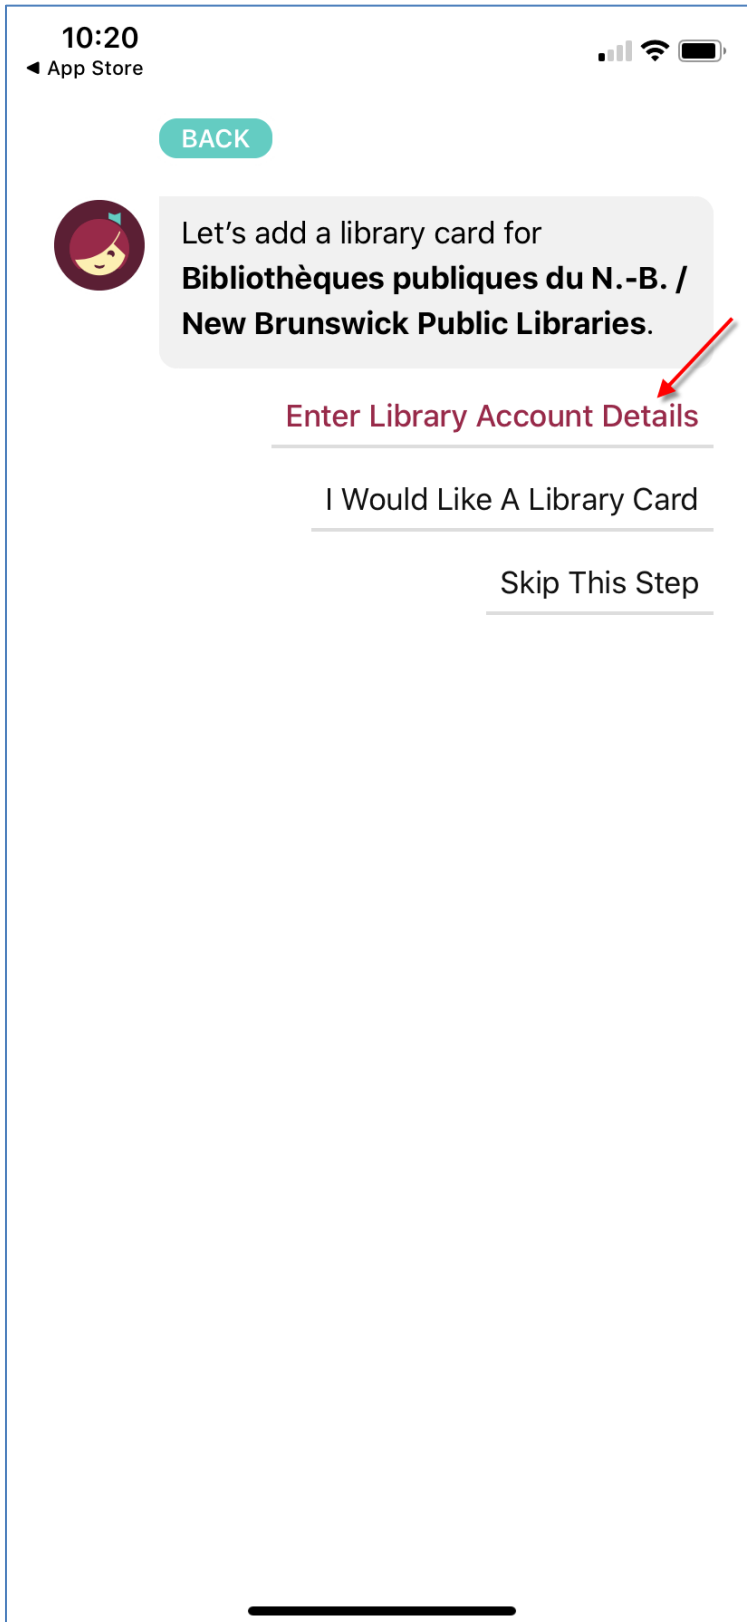 10:20
◀ App Store
BACK
Let’s add a library card for
Bibliothèques publiques du N.-B. /
New Brunswick Public Libraries.
Enter Library Account Details
I Would Like A Library Card
Skip This Step